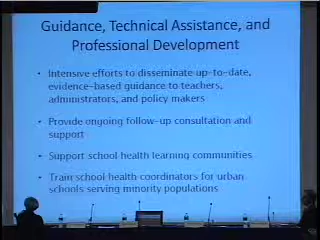 Guidance, Technical Assistance, and
Professional Development
• Intensive efforts to disseminate up-to-date,
evidence-based guidance to teachers,
administrators, and policy makers
• Provide ongoing follow-up consultation and
support
• Support school health learning communities
• Train school health coordinators for urban
schools serving minority populations